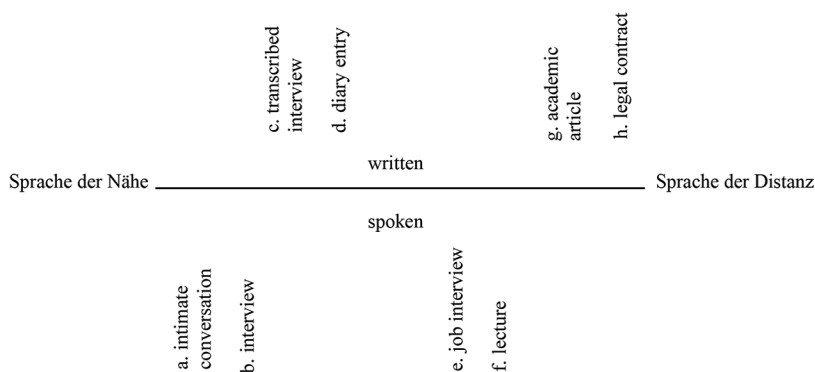 c. transcribed
interview
d. diary entry
g. academic
article
h. legal contract
written
Sprache der Nähe
Sprache der Distanz
spoken
a. intimate
conversation
b. interview
e. job interview
f. lecture